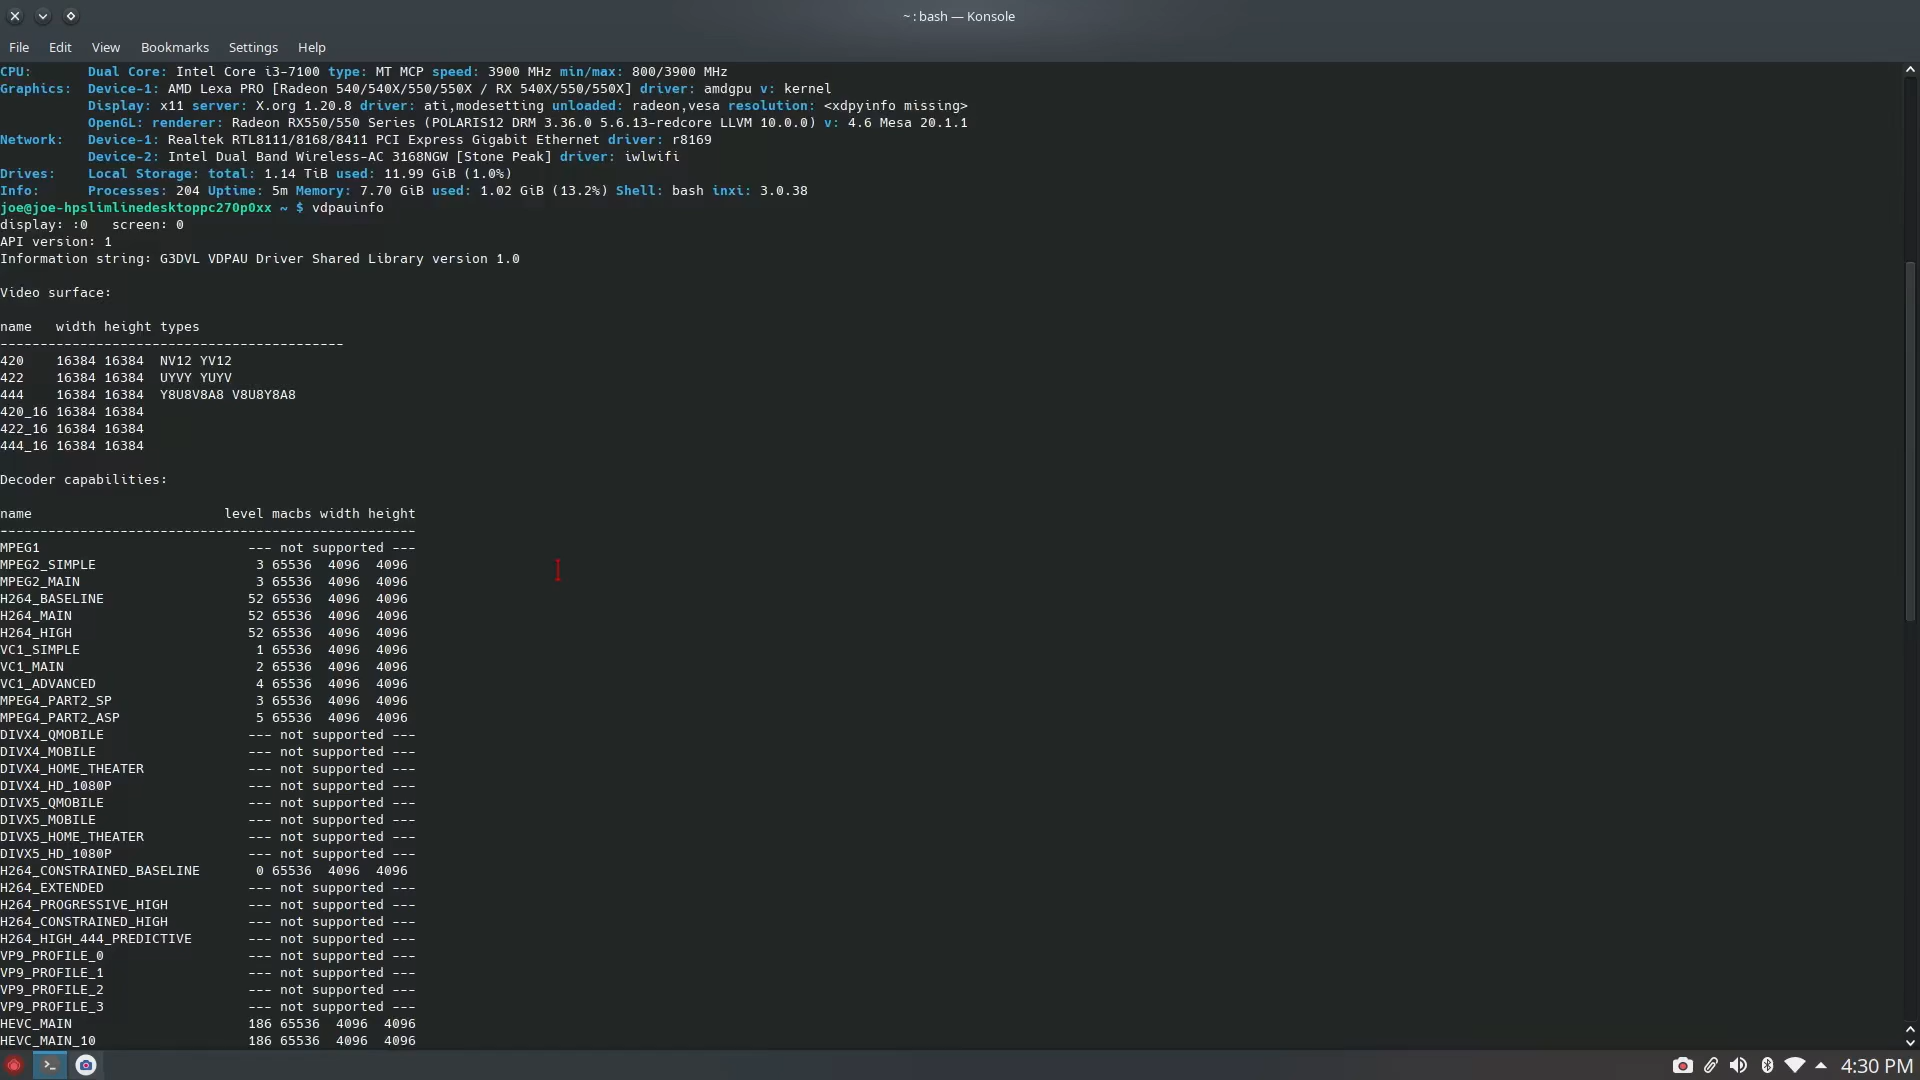 ~ : bash — Konsole
File Edit View Bookmarks Settings Help
CPU: Dual Core: Intel Core i3-7100 type: MT MCP speed: 3900 MHz min/max: 800/3900 MHz
Graphics: Device-1: AMD Lexa PRO [Radeon 540/540X/550/550X / RX 540X/550/550X] driver: amdgpu v: kernel
Display: x11 server: X.org 1.20.8 driver: ati,modesetting unloaded: radeon,vesa resolution: <xdpyinfo missing>
OpenGL: renderer: Radeon RX550/550 Series (POLARIS12 DRM 3.36.0 5.6.13-redcore LLVM 10.0.0) v: 4.6 Mesa 20.1.1
Network: Device-1: Realtek RTL8111/8168/8411 PCI Express Gigabit Ethernet driver: r8169
Device-2: Intel Dual Band Wireless-AC 3168NGW [Stone Peak] driver: iwlwifi
Drives: Local Storage: total: 1.14 TiB used: 11.99 GiB (1.0%)
Info: Processes: 204 Uptime: 5m Memory: 7.70 GiB used: 1.02 GiB (13.2%) Shell: bash inxi: 3.0.38
joe@joe-hpslimlinedesktoppc270p0xx ~ $ vdpauinfo
display: :0 screen: 0
API version: 1
Information string: G3DVL VDPAU Driver Shared Library version 1.0
Video surface:
name width height types
-------------------------------------------
420 16384 16384 NV12 YV12
422 16384 16384 UYVY YUYV
444 16384 16384 Y8U8V8A8 V8U8Y8A8
420_16 16384 16384
422_16 16384 16384
444_16 16384 16384
Decoder capabilities:
name level macbs width height
----------------------------------------------------
MPEG1 --- not supported ---
MPEG2_SIMPLE 3 65536 4096 4096
MPEG2_MAIN 3 65536 4096 4096
H264_BASELINE 52 65536 4096 4096
H264_MAIN 52 65536 4096 4096
H264_HIGH 52 65536 4096 4096
VC1_SIMPLE 1 65536 4096 4096
VC1_MAIN 2 65536 4096 4096
VC1_ADVANCED 4 65536 4096 4096
MPEG4_PART2_SP 3 65536 4096 4096
MPEG4_PART2_ASP 5 65536 4096 4096
DIVX4_QMOBILE --- not supported ---
DIVX4_MOBILE --- not supported ---
DIVX4_HOME_THEATER --- not supported ---
DIVX4_HD_1080P --- not supported ---
DIVX5_QMOBILE --- not supported ---
DIVX5_MOBILE --- not supported ---
DIVX5_HOME_THEATER --- not supported ---
DIVX5_HD_1080P --- not supported ---
H264_CONSTRAINED_BASELINE 0 65536 4096 4096
H264_EXTENDED --- not supported ---
H264_PROGRESSIVE_HIGH --- not supported ---
H264_CONSTRAINED_HIGH --- not supported ---
H264_HIGH_444_PREDICTIVE --- not supported ---
VP9_PROFILE_0 --- not supported ---
VP9_PROFILE_1 --- not supported ---
VP9_PROFILE_2 --- not supported ---
VP9_PROFILE_3 --- not supported ---
HEVC_MAIN 186 65536 4096 4096
HEVC_MAIN_10 186 65536 4096 4096
4:30 PM